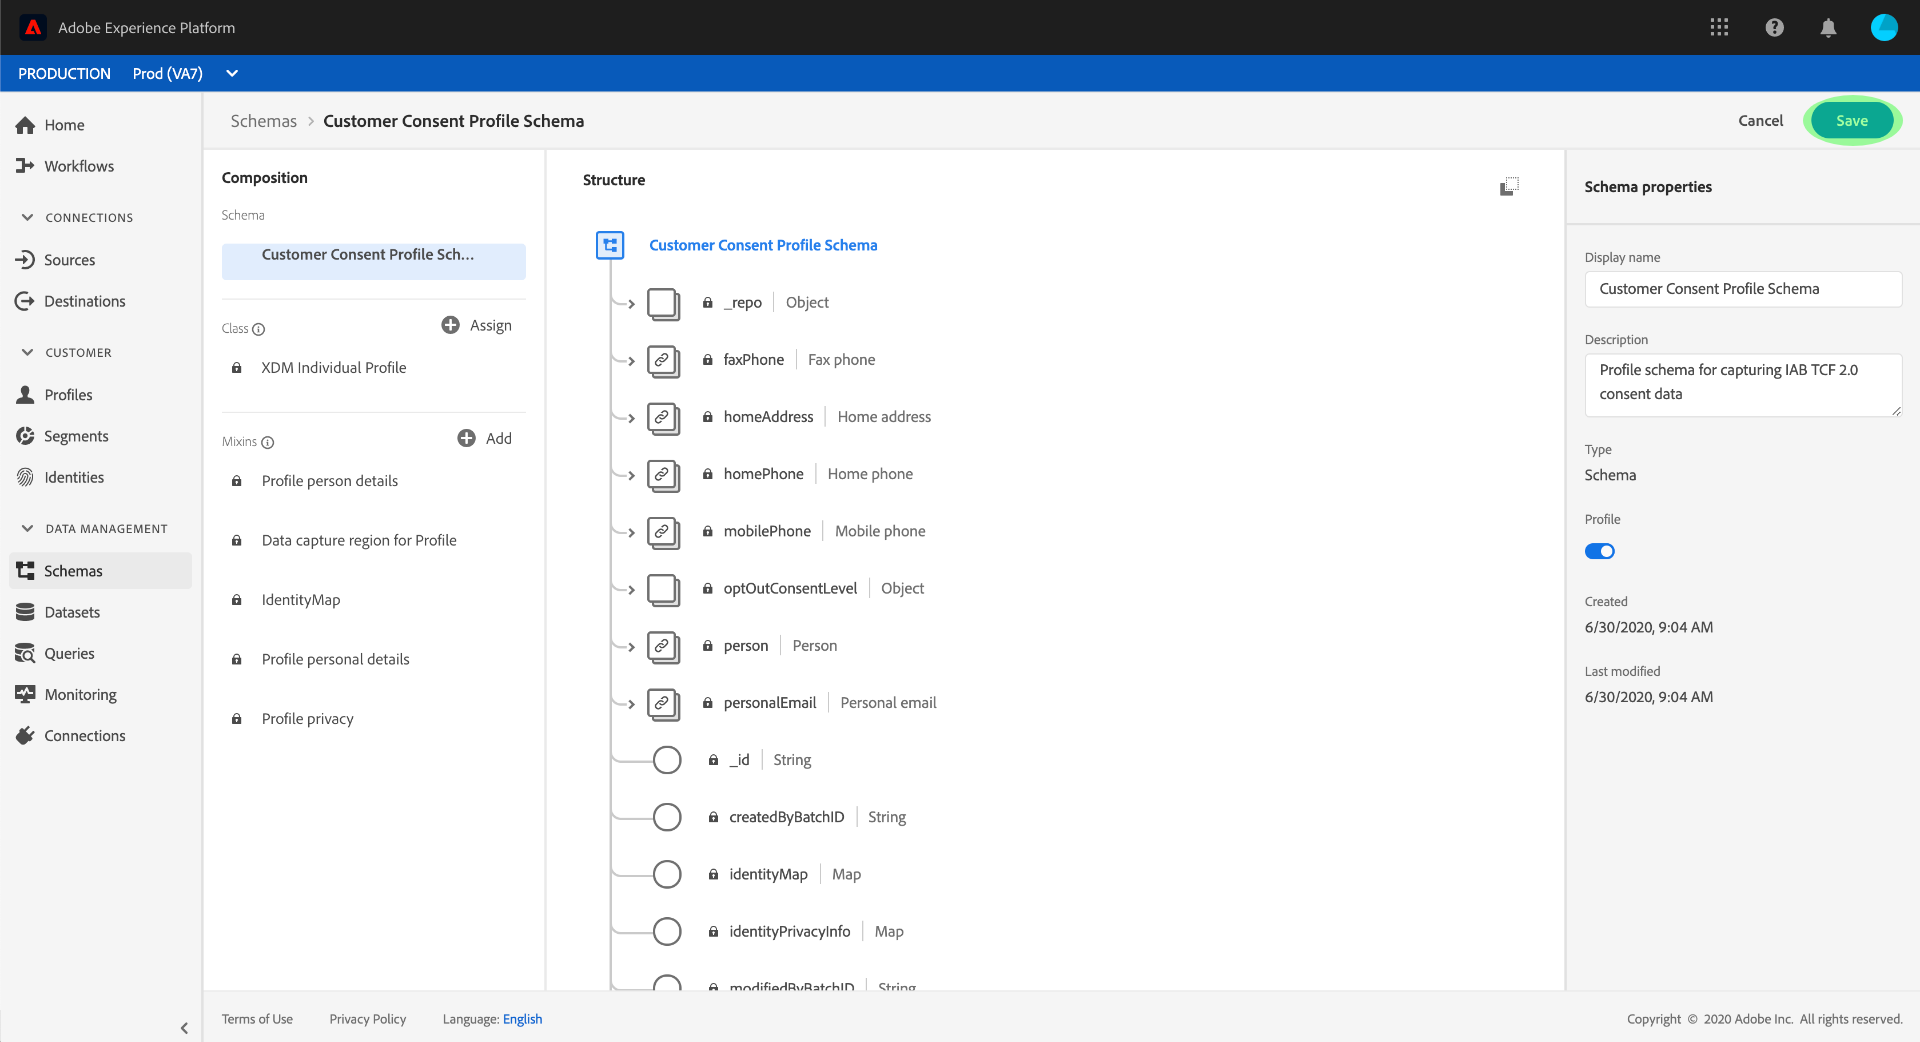 Adobe Experience Platform
PRODUCTION Prod (VA7)
Home
Workflows
CONNECTIONS
Sources
Destinations
CUSTOMER
Profiles
Segments
Identities
DATA MANAGEMENT
Schemas
Datasets
Queries
Monitoring
Connections
Schemas > Customer Consent Profile Schema
Cancel
Save
Composition
Schema
Customer Consent Profile Sch...
Class
Assign
XDM Individual Profile
Mixins
Add
Profile person details
Data capture region for Profile
IdentityMap
Profile personal details
Profile privacy
Structure
Customer Consent Profile Schema
_repo Object
faxPhone Fax phone
homeAddress Home address
homePhone Home phone
mobilePhone Mobile phone
optOutConsentLevel Object
person Person
personalEmail Personal email
_id String
createdByBatchID String
identityMap Map
identityPrivacyInfo Map
modifiedByBatchID String
Schema properties
Display name
Customer Consent Profile Schema
Description
Profile schema for capturing IAB TCF 2.0
consent data
Type
Schema
Profile
Created
6/30/2020, 9:04 AM
Last modified
6/30/2020, 9:04 AM
Terms of Use Privacy Policy Language: English
Copyright © 2020 Adobe Inc. All rights reserved.